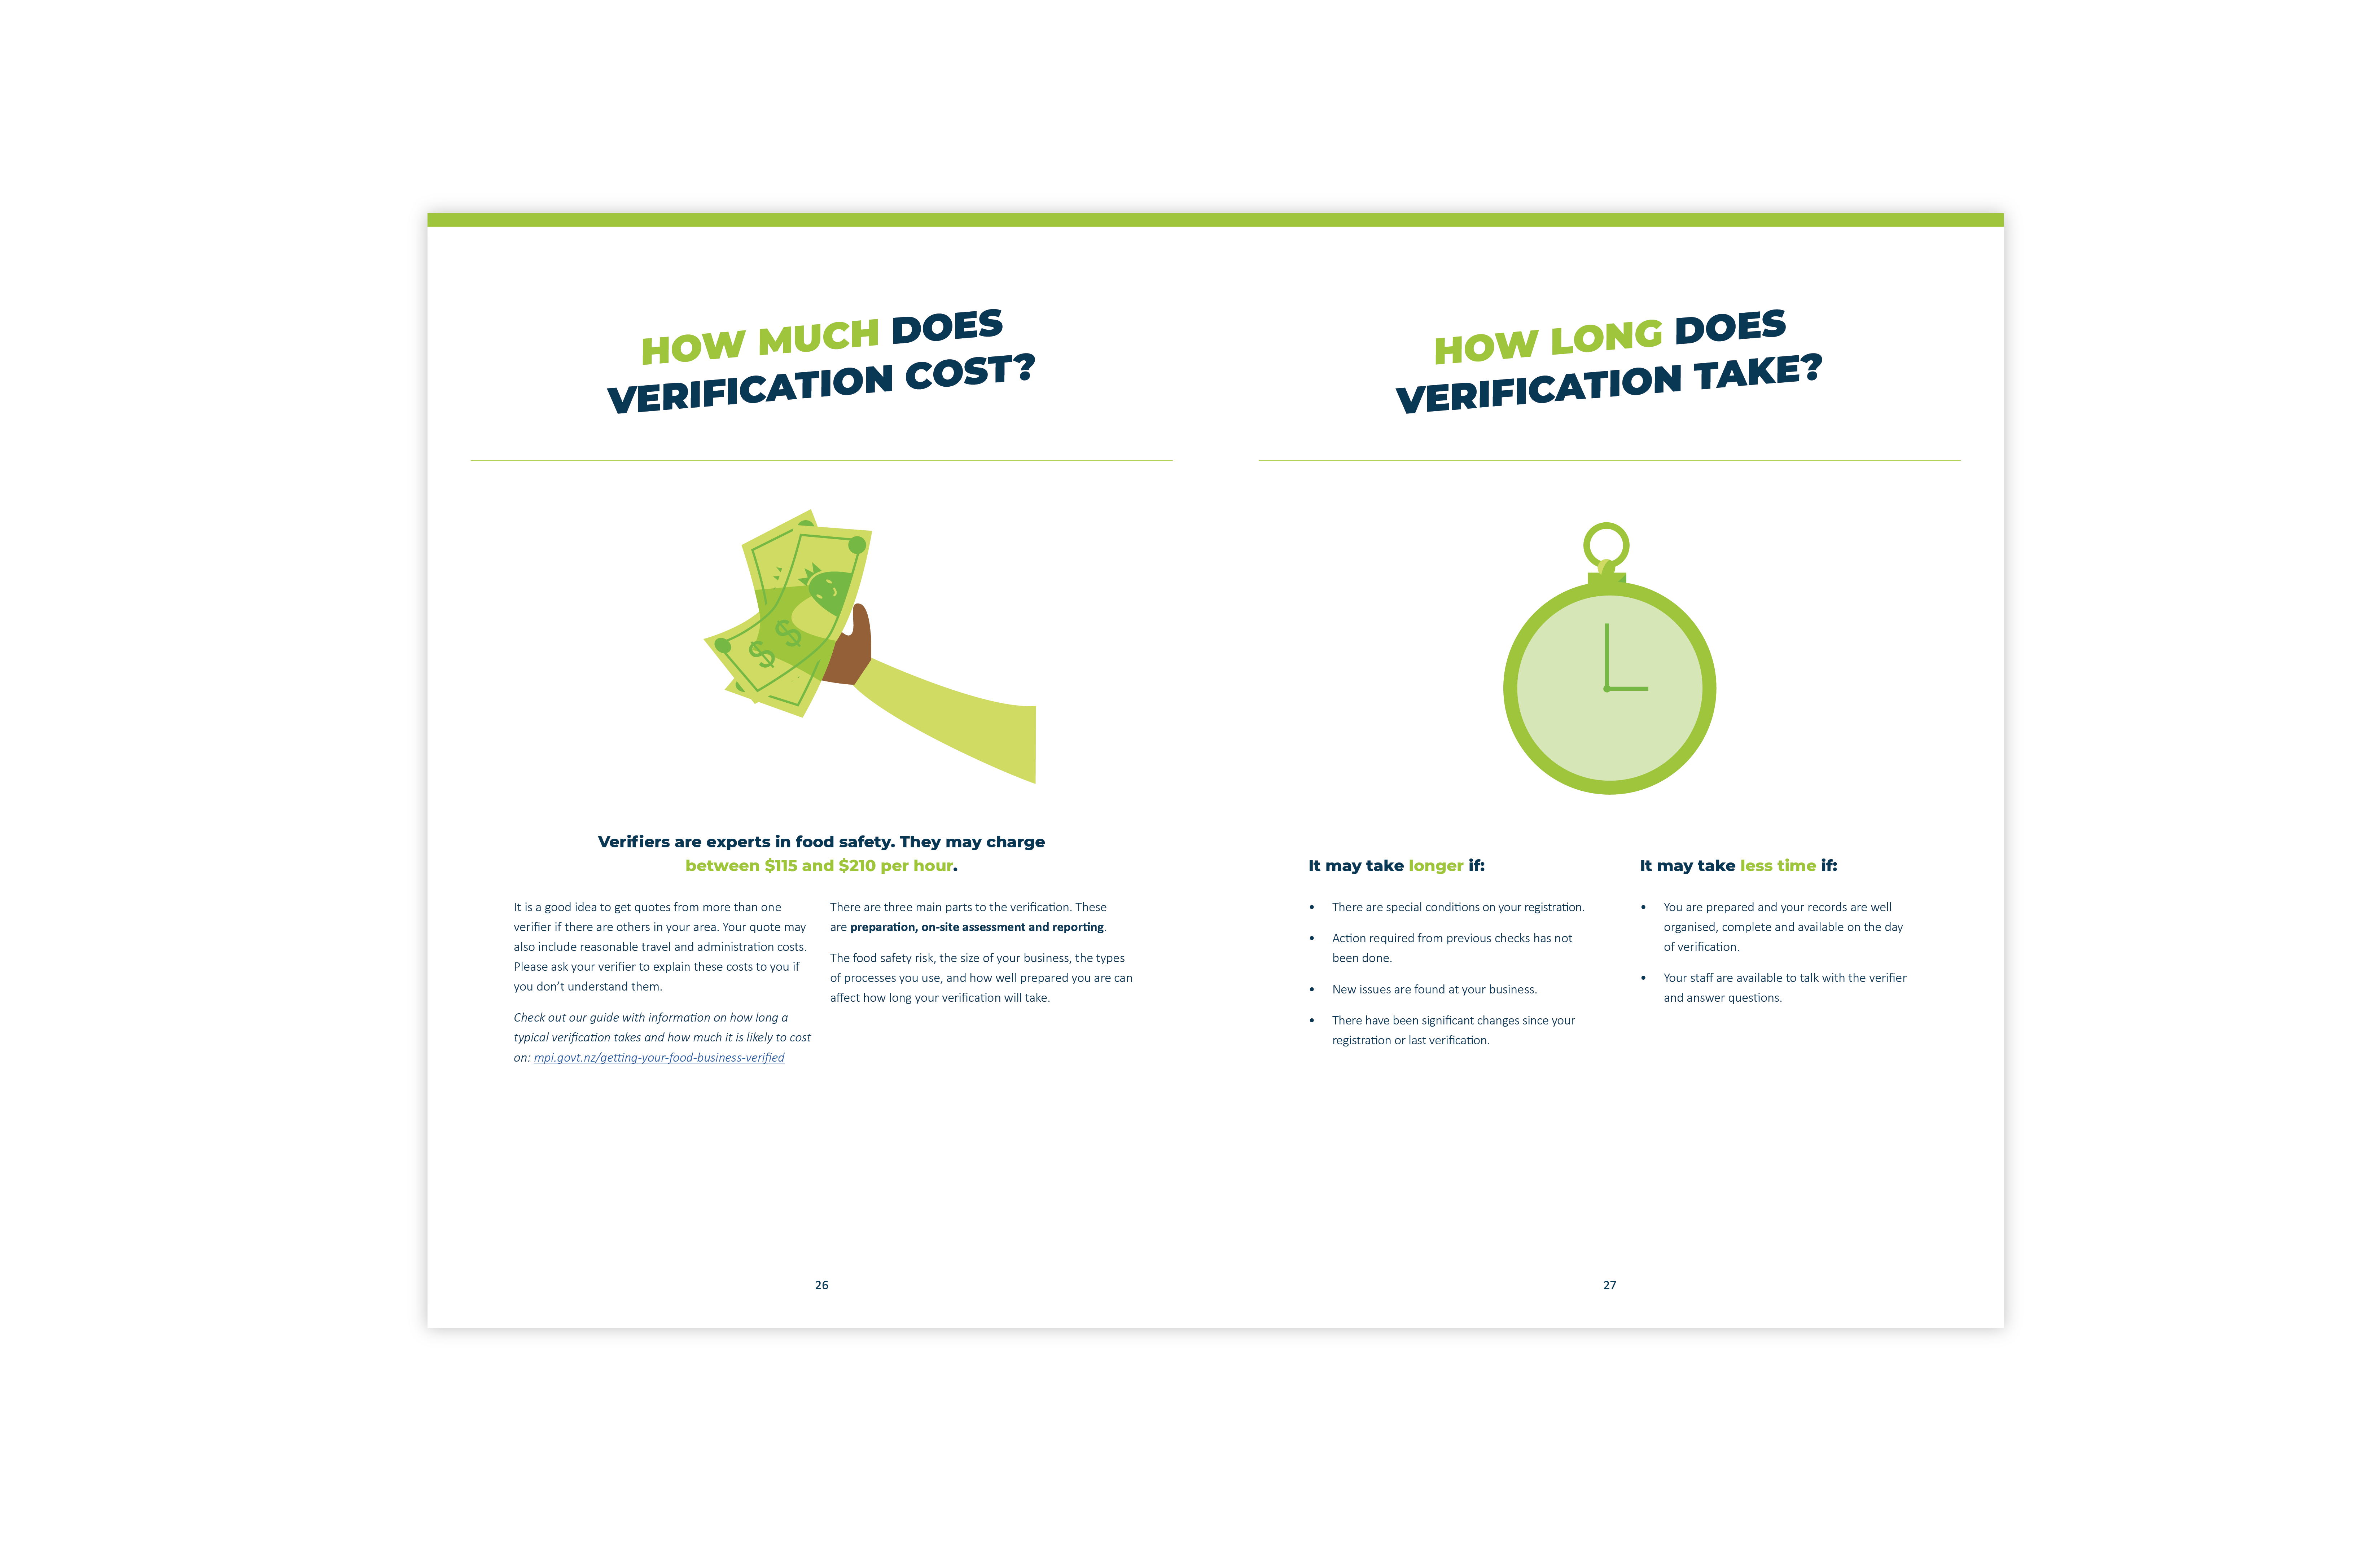 HOW MUCH DOES
VERIFICATION COST?
$ $
Verifiers are experts in food safety. They may charge
between $115 and $210 per hour.
It is a good idea to get quotes from more than one
verifier if there are others in your area. Your quote may
also include reasonable travel and administration costs.
Please ask your verifier to explain these costs to you if
you don’t understand them.
Check out our guide with information on how long a
typical verification takes and how much it is likely to cost
on: mpi.govt.nz/getting-your-food-business-verified
There are three main parts to the verification. These
are preparation, on-site assessment and reporting.
The food safety risk, the size of your business, the types
of processes you use, and how well prepared you are can
affect how long your verification will take.
26
HOW LONG DOES
VERIFICATION TAKE?
It may take longer if:
• There are special conditions on your registration.
• Action required from previous checks has not
been done.
• New issues are found at your business.
• There have been significant changes since your
registration or last verification.
It may take less time if:
• You are prepared and your records are well
organised, complete and available on the day
of verification.
• Your staff are available to talk with the verifier
and answer questions.
27